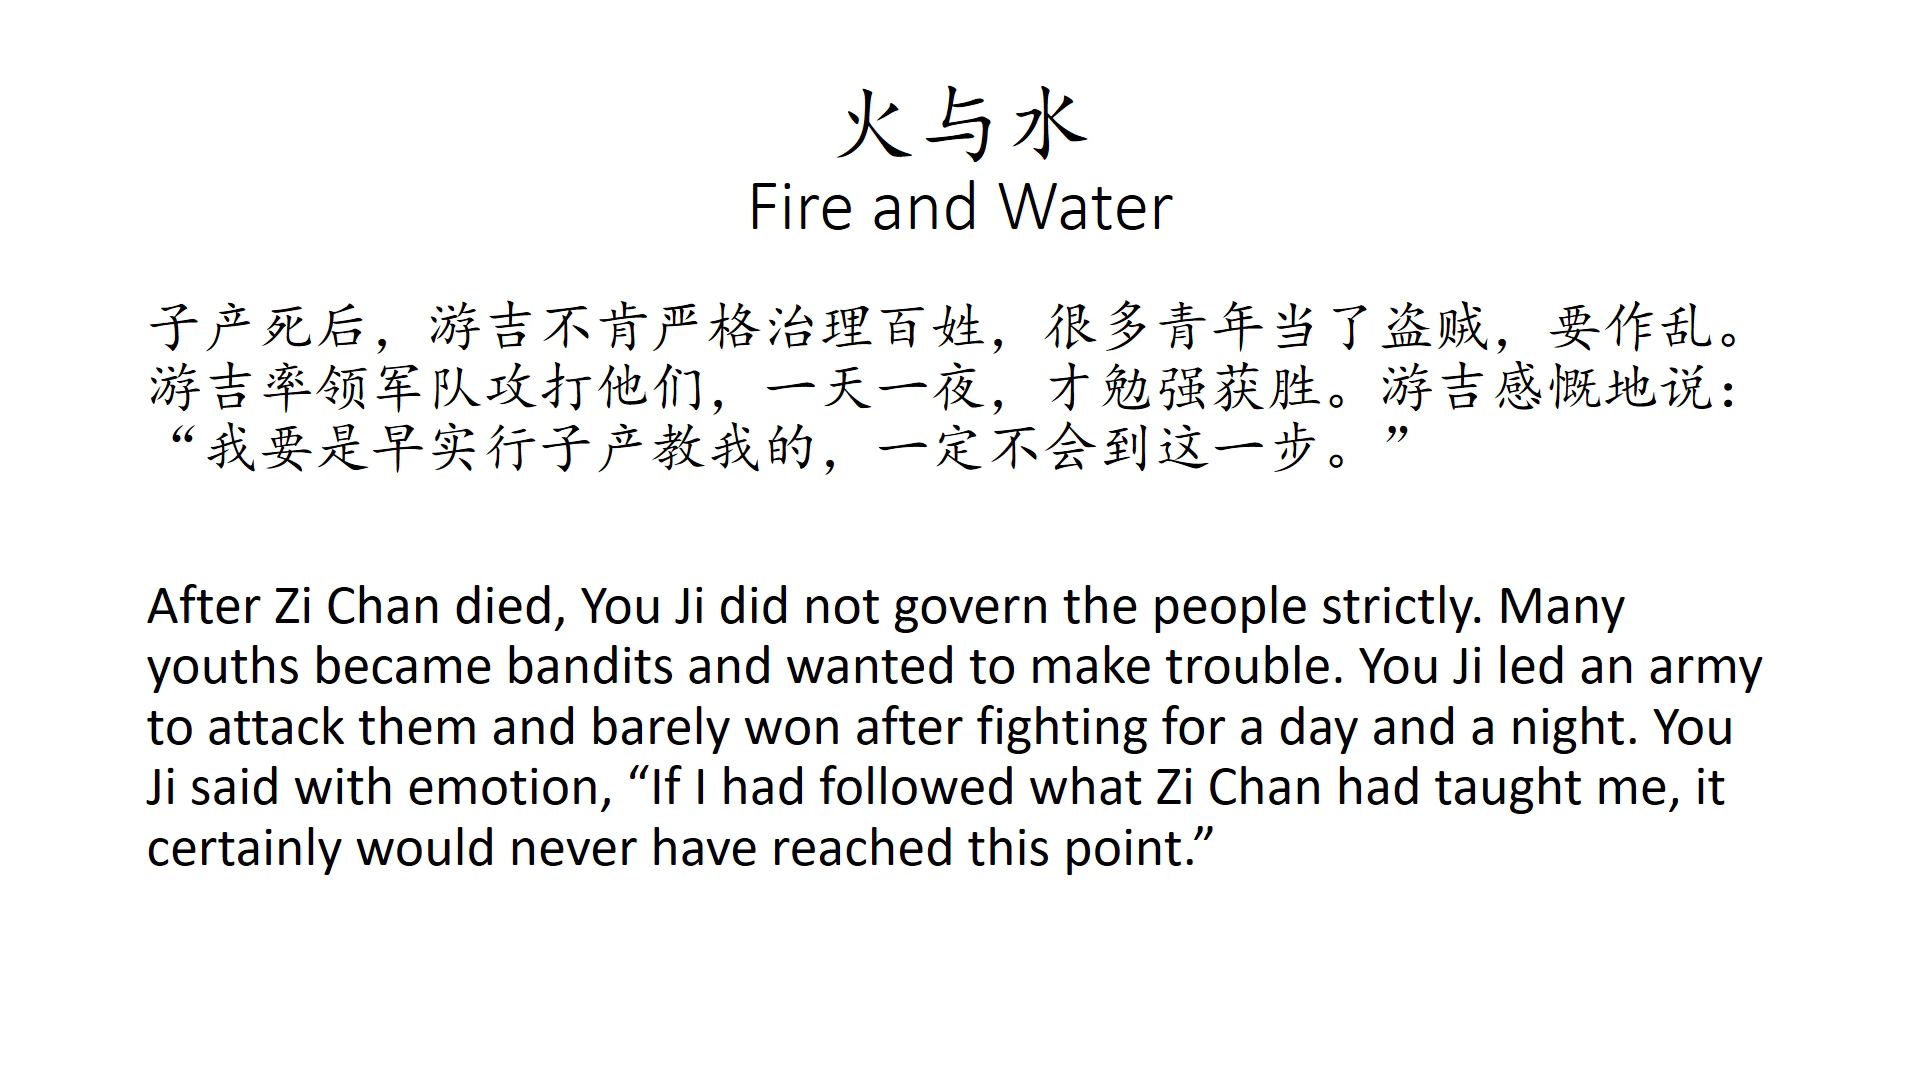 火与水
Fire and Water
子产死后，游吉不肯严格治理百姓，很多青年当了盗贼，要作乱。
游吉率领军队攻打他们，一天一夜，才勉强获胜。游吉感慨地说：
“我要是早实行子产教我的，一定不会到这一步。”
After Zi Chan died, You Ji did not govern the people strictly. Many
youths became bandits and wanted to make trouble. You Ji led an army
to attack them and barely won after fighting for a day and a night. You
Ji said with emotion, “If I had followed what Zi Chan had taught me, it
certainly would never have reached this point.”